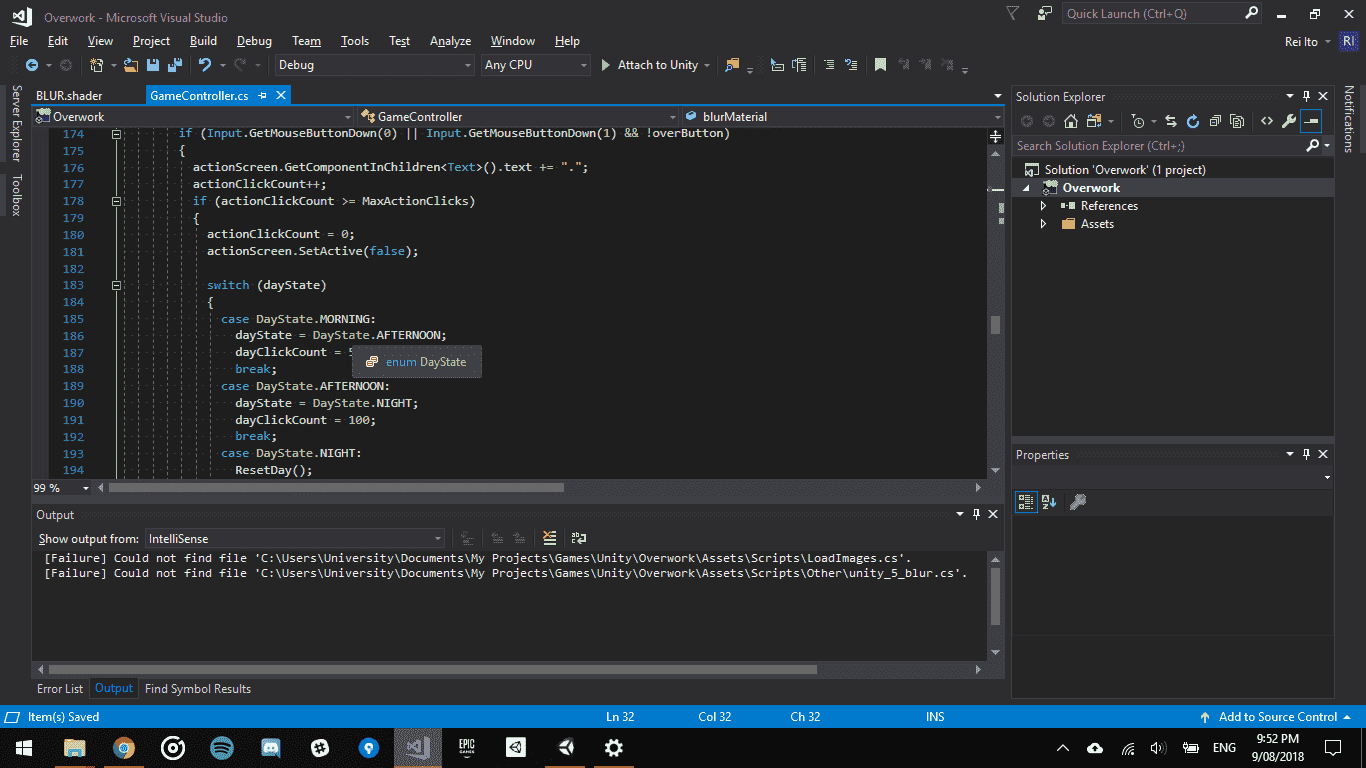 Overwork - Microsoft Visual Studio
Quick Launch (Ctrl+Q)
File Edit View Project Build Debug Team Tools Test Analyze Window Help
Rei Ito RI
Debug Any CPU Attach to Unity
Server Explorer
Toolbox
BLUR.shader GameController.cs
Overwork GameController blurMaterial
174 if (Input.GetMouseButtonDown(0) || Input.GetMouseButtonDown(1) && !overButton)
175 {
176 actionScreen.GetComponentInChildren<Text>().text += ".";
177 actionClickCount++;
178 if (actionClickCount >= MaxActionClicks)
179 {
180 actionClickCount = 0;
181 actionScreen.SetActive(false);
182
183 switch (dayState)
184 {
185 case DayState.MORNING:
186 dayState = DayState.AFTERNOON;
187 dayClickCount =
enum DayState
188 break;
189 case DayState.AFTERNOON:
190 dayState = DayState.NIGHT;
191 dayClickCount = 100;
192 break;
193 case DayState.NIGHT:
194 ResetDay();
99 %
Output
Show output from: IntelliSense
[Failure] Could not find file 'C:\Users\University\Documents\My Projects\Games\Unity\Overwork\Assets\Scripts\LoadImages.cs'.
[Failure] Could not find file 'C:\Users\University\Documents\My Projects\Games\Unity\Overwork\Assets\Scripts\Other\unity_5_blur.cs'.
Error List Output Find Symbol Results
Solution Explorer
Search Solution Explorer (Ctrl+;)
Solution 'Overwork' (1 project)
Overwork
References
Assets
Properties
Notifications
Item(s) Saved Ln 32 Col 32 Ch 32 INS Add to Source Control
EPIC
GAMES
ENG
9:52 PM
9/08/2018